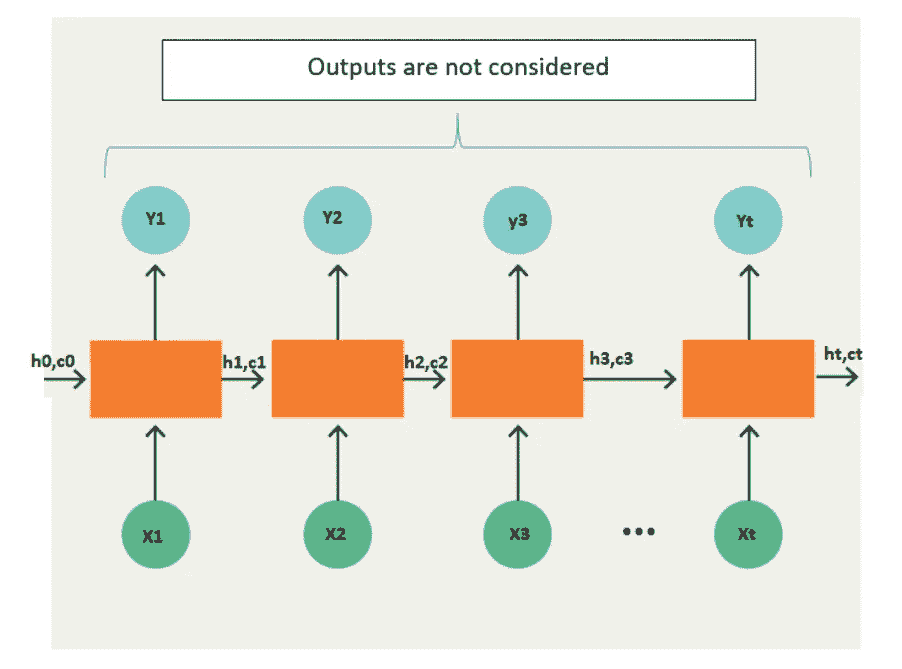 Outputs are not considered
Y1
Y2
y3
Yt
h0,c0
h1,c1
h2,c2
h3,c3
ht,ct
X1
X2
X3
...
Xt